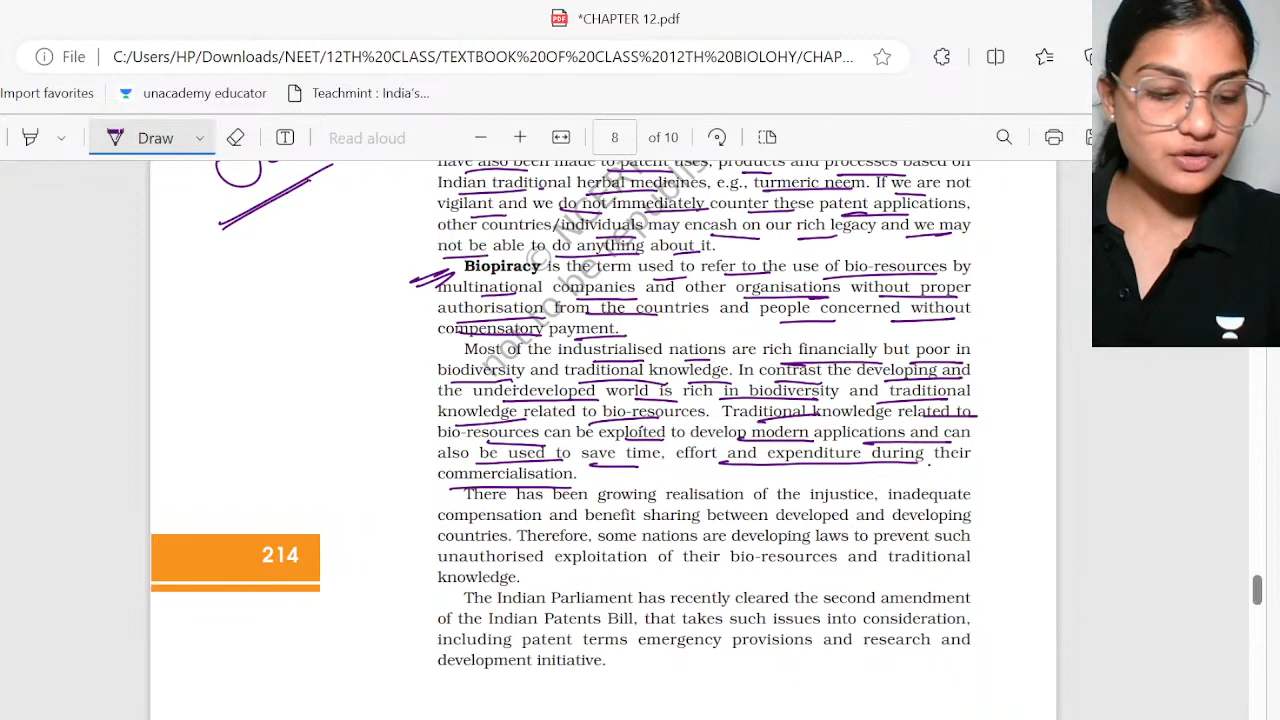 *CHAPTER 12.pdf
File C:/Users/HP/Downloads/NEET/12TH%20CLASS/TEXTBOOK%20OF%20CLASS%2012TH%20BIOLOHY/CHAP...
Import favorites unacademy educator Teachmint : India's...
Draw Read aloud 8 of 10
have also been made to patent uses, products and processes based on
Indian traditional herbal medicines, e.g., turmeric neem. If we are not
vigilant and we do not immediately counter these patent applications,
other countries/individuals may encash on our rich legacy and we may
not be able to do anything about it.
Biopiracy is the term used to refer to the use of bio-resources by
multinational companies and other organisations without proper
authorisation from the countries and people concerned without
compensatory payment.
Most of the industrialised nations are rich financially but poor in
biodiversity and traditional knowledge. In contrast the developing and
the underdeveloped world is rich in biodiversity and traditional
knowledge related to bio-resources. Traditional knowledge related to
bio-resources can be exploited to develop modern applications and can
also be used to save time, effort and expenditure during their
commercialisation.
There has been growing realisation of the injustice, inadequate
compensation and benefit sharing between developed and developing
countries. Therefore, some nations are developing laws to prevent such
unauthorised exploitation of their bio-resources and traditional
knowledge.
The Indian Parliament has recently cleared the second amendment
of the Indian Patents Bill, that takes such issues into consideration,
including patent terms emergency provisions and research and
development initiative.
214
© NCERT
not to be republis